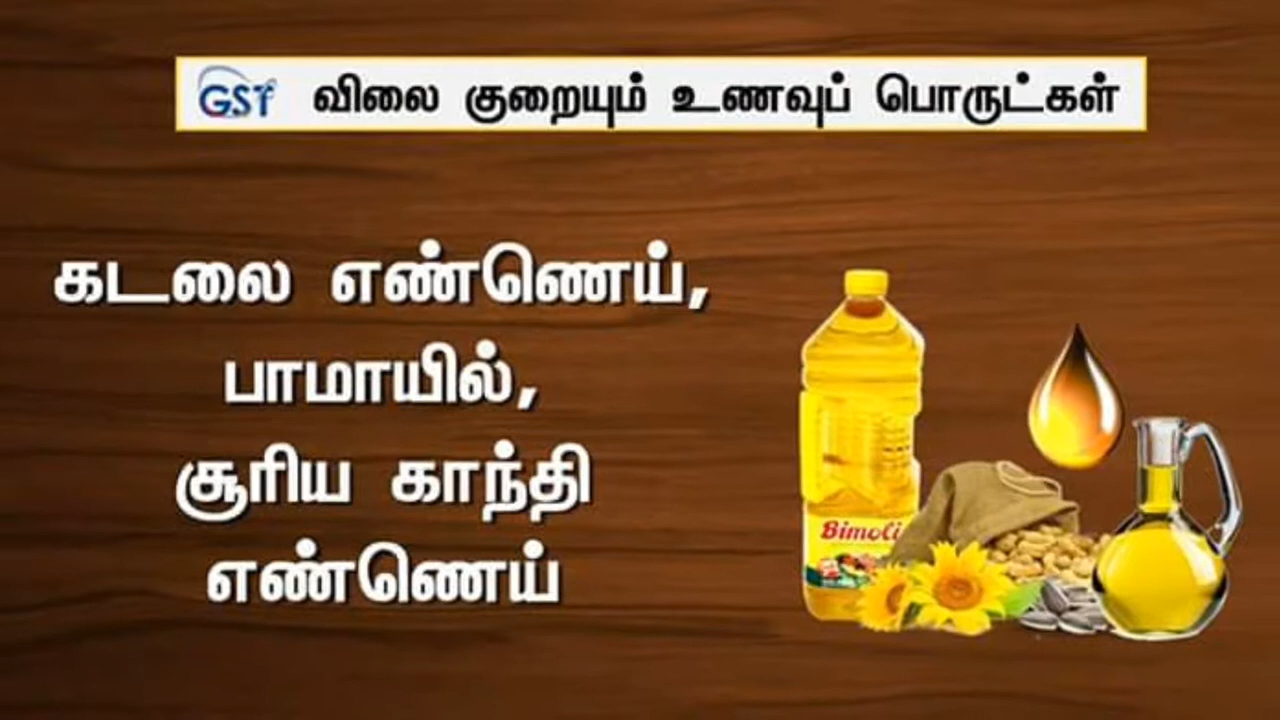 GST விலை குறையும் உணவுப் பொருட்கள்
கடலை எண்ணெய்,
பாமாயில்,
சூரிய காந்தி
எண்ணெய்
Bimoli